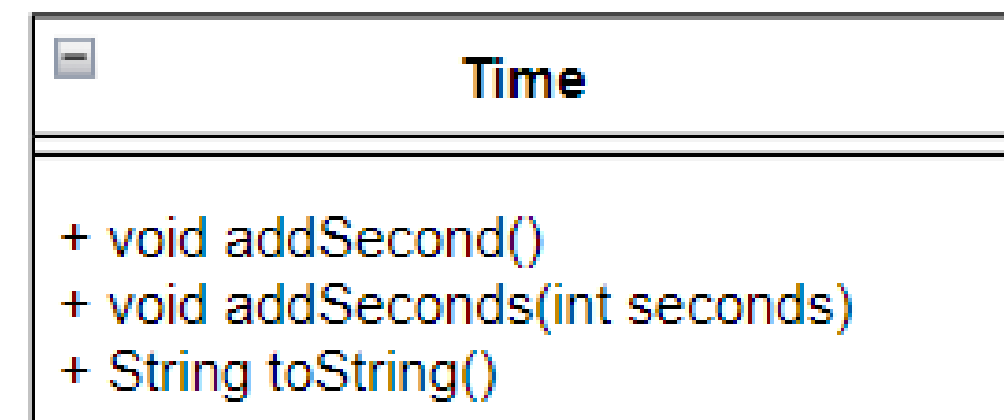 Time
+ void addSecond()
+ void addSeconds(int seconds)
+ String toString()